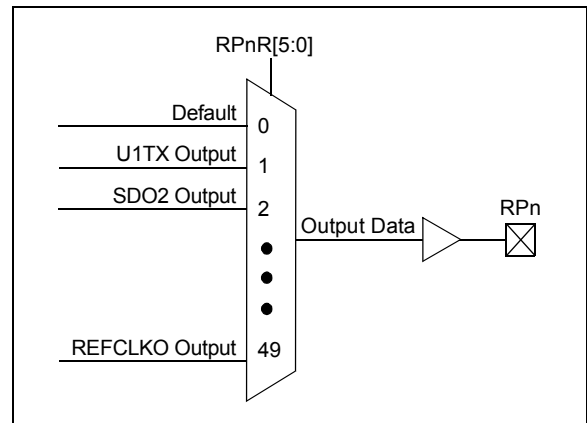 RPnR[5:0]
Default
0
U1TX Output
1
SDO2 Output
2
Output Data
RPn
REFCLKO Output
49